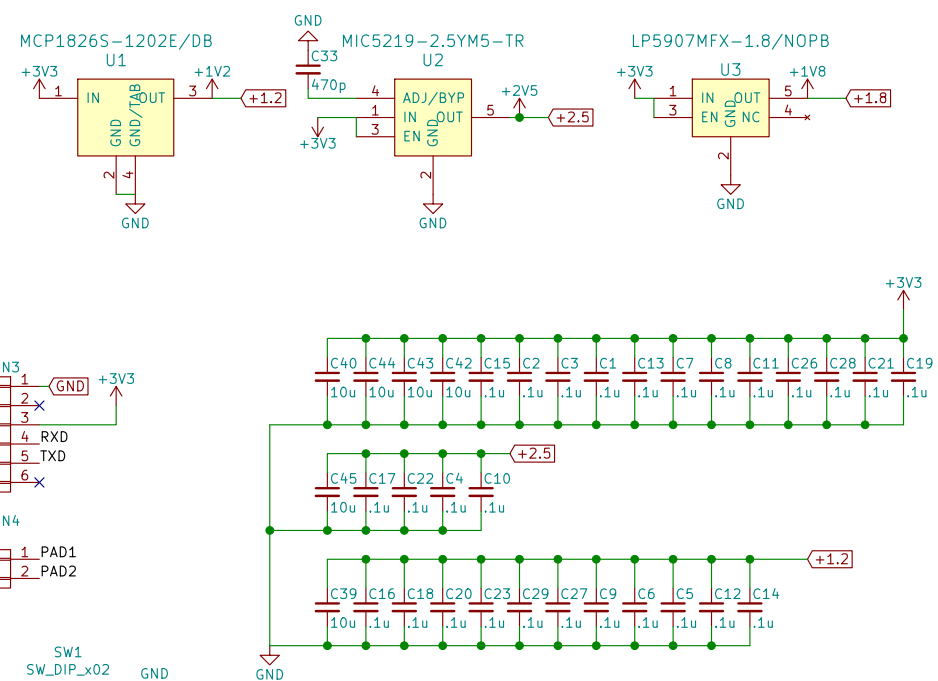 GND
MCP1826S-1202E/DB
U1
MIC5219-2.5YM5-TR
U2
LP5907MFX-1.8/NOPB
U3
C33
470p
+3V3
1
IN
GND
GND/TAB
OUT
3
+1V2
+1.2
2
4
GND
4
ADJ/BYP
1
IN
OUT
5
+2V5
+2.5
+3V3
3
EN
GND
2
GND
+3V3
1
IN
OUT
5
+1V8
+1.8
3
EN
GND
NC
4
2
GND
+3V3
C40 C44 C43 C42 C15 C2 C3 C1 C13 C7 C8 C11 C26 C28 C21 C19
10u 10u 10u 10u .1u .1u .1u .1u .1u .1u .1u .1u .1u .1u .1u .1u
N3
1
GND
+3V3
2
3
4
RXD
5
TXD
6
+2.5
C45 C17 C22 C4 C10
10u .1u .1u .1u .1u
N4
1
PAD1
2
PAD2
+1.2
C39 C16 C18 C20 C23 C29 C27 C9 C6 C5 C12 C14
10u .1u .1u .1u .1u .1u .1u .1u .1u .1u .1u .1u
GND
SW1
SW_DIP_x02
GND